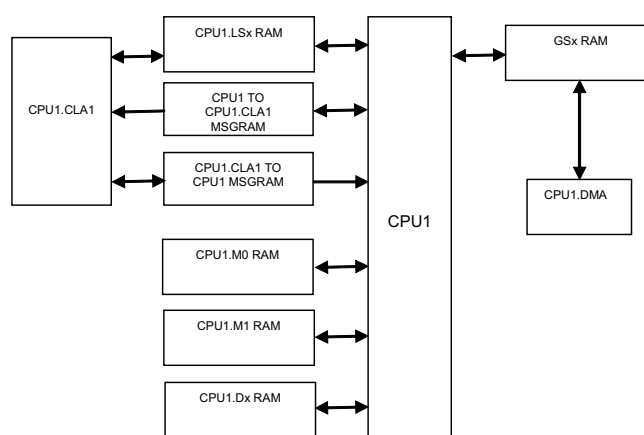 CPU1.LSx RAM
GSx RAM
CPU1.CLA1
CPU1 TO
CPU1.CLA1
MSGRAM
CPU1.CLA1 TO
CPU1 MSGRAM
CPU1.DMA
CPU1
CPU1.M0 RAM
CPU1.M1 RAM
CPU1.Dx RAM